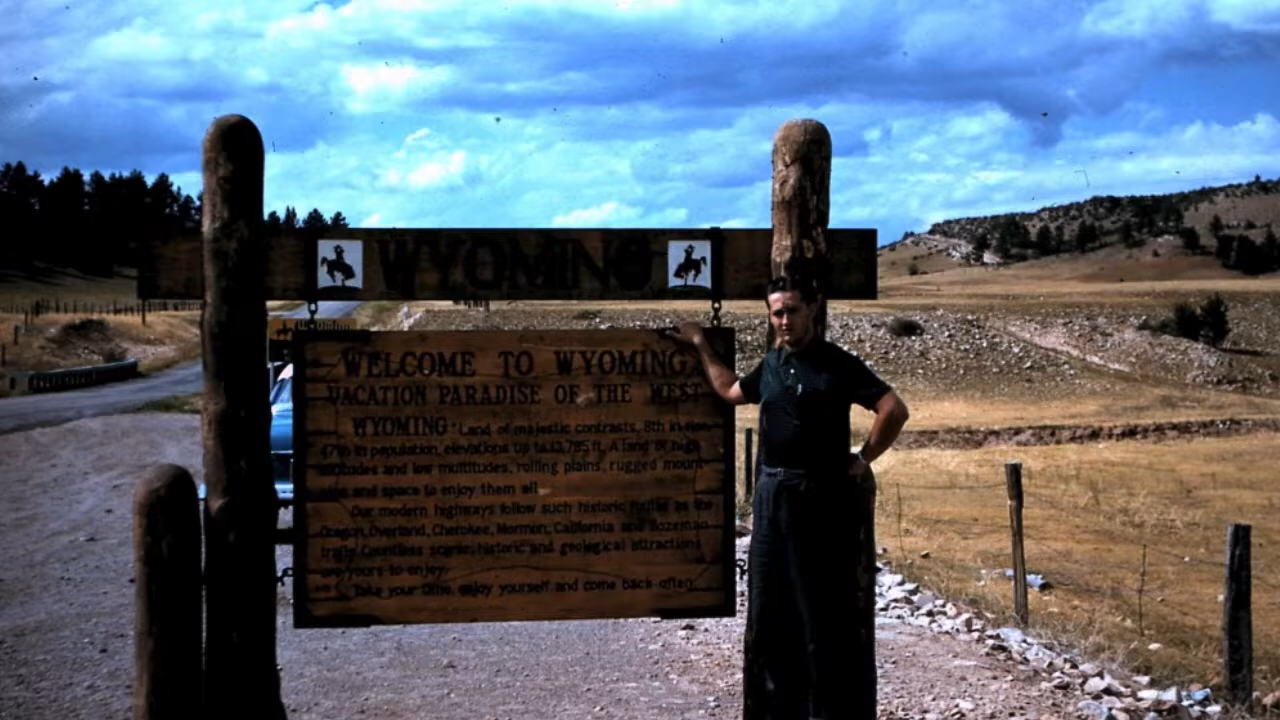 WYOMING
Wyoming
WELCOME TO WYOMING
VACATION PARADISE OF THE WEST
WYOMING "Land of majestic contrasts, 8th in
47th in population, elevations up to 13,785 ft. A land of high
altitudes and low multitudes, rolling plains, rugged mount-
and space to enjoy them all
Our modern highways follow such historic routes as the
Oregon, Overland, Cherokee, Mormon, California and Bozeman
trails. Countless scenic, historic and geological attractions
are yours to enjoy.
Take your time, enjoy yourself and come back often.